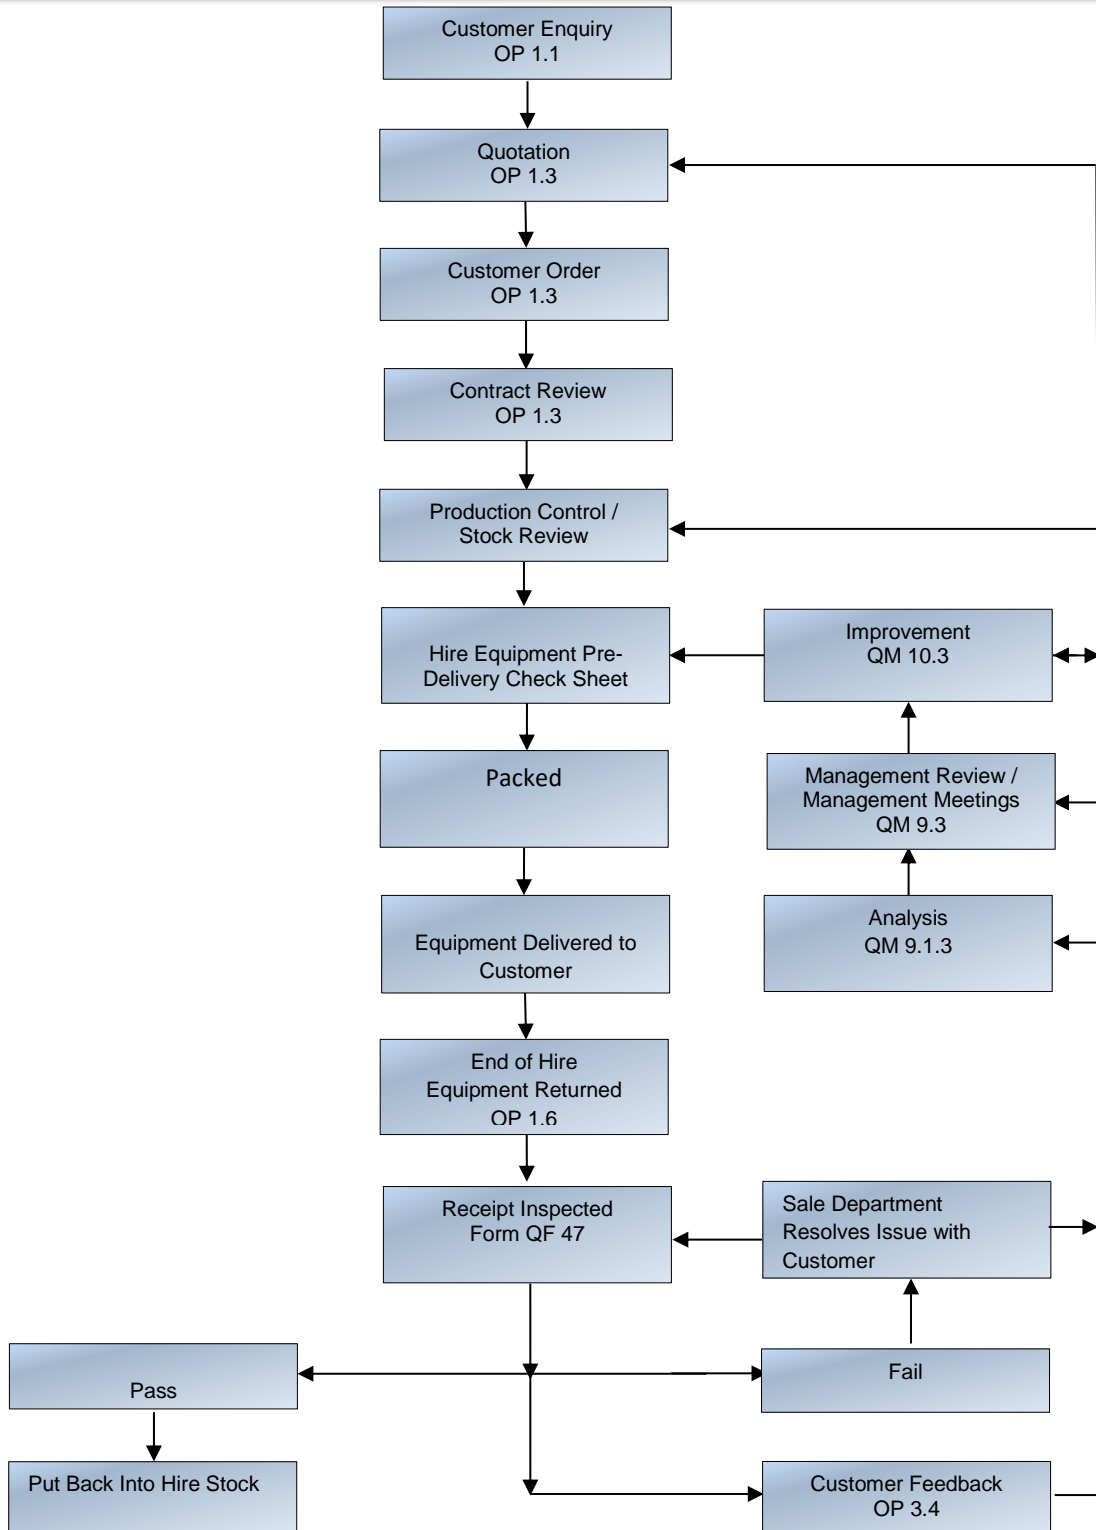 Customer Enquiry
OP 1.1
Quotation
OP 1.3
Customer Order
OP 1.3
Contract Review
OP 1.3
Production Control /
Stock Review
Hire Equipment Pre-
Delivery Check Sheet
Improvement
QM 10.3
Packed
Management Review /
Management Meetings
QM 9.3
Equipment Delivered to
Customer
Analysis
QM 9.1.3
End of Hire
Equipment Returned
OP 1.6
Receipt Inspected
Form QF 47
Sale Department
Resolves Issue with
Customer
Pass
Fail
Put Back Into Hire Stock
Customer Feedback
OP 3.4